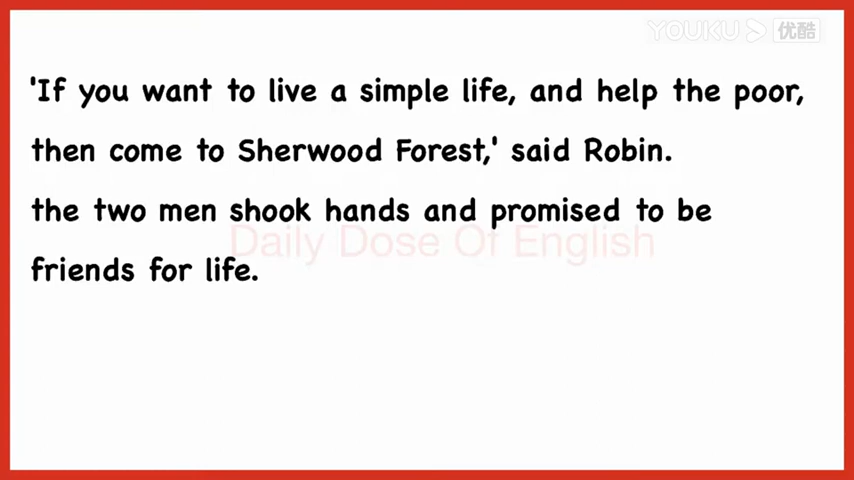 YOUKU 优酷
'If you want to live a simple life, and help the poor,
then come to Sherwood Forest,' said Robin.
the two men shook hands and promised to be
Daily Dose Of English
friends for life.